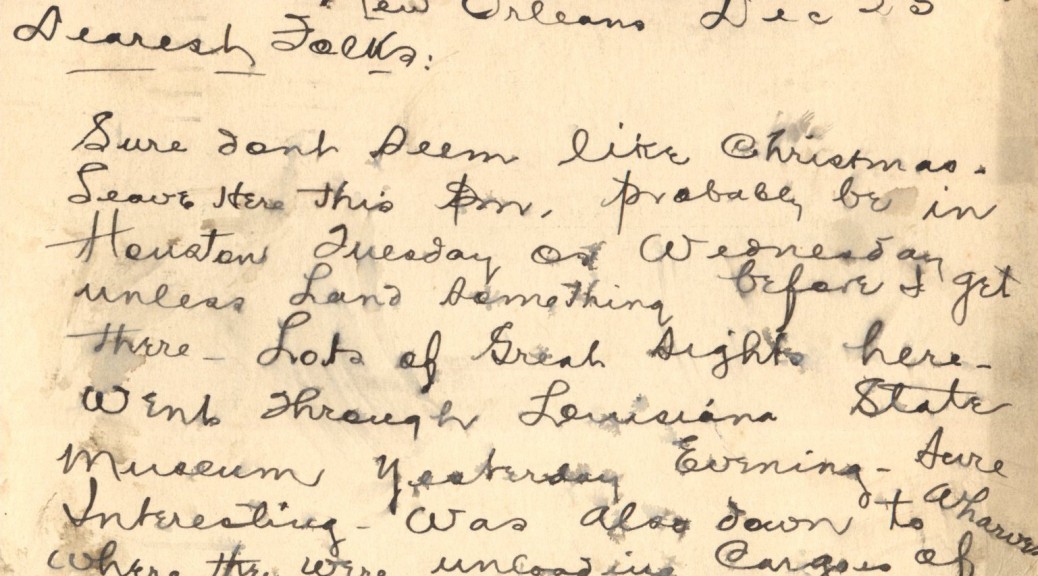 New Orleans Dec 25
Dearest Folks:
Sure dont seem like Christmas.
Leave Here this Pm, probably be in
Houston Tuesday or Wednesday
unless Land something before I get
there - Lots of Great sights here -
Went through Louisiana State
Museum Yesterday Evening - Sure
Interesting - Was also down to Wharves
where the were unloading Cargoes of